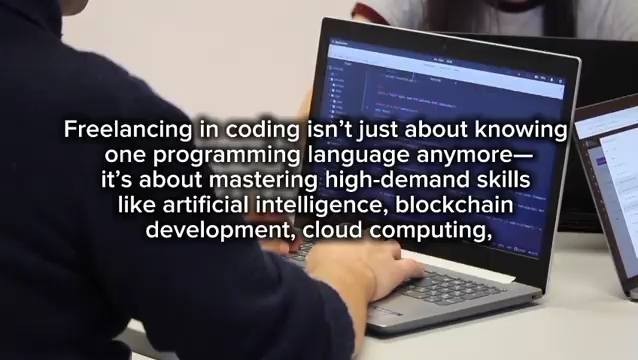 Freelancing in coding isn’t just about knowing
one programming language anymore—
it’s about mastering high-demand skills
like artificial intelligence, blockchain
development, cloud computing,